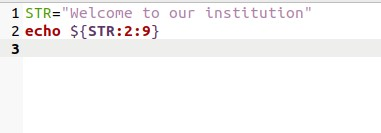 1 STR="Welcome to our institution"
2 echo ${STR:2:9}
3